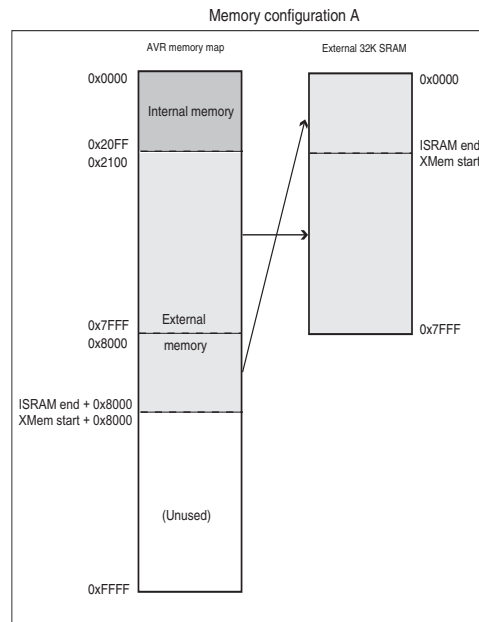 Memory configuration A
AVR memory map
External 32K SRAM
0x0000
0x0000
Internal memory
0x20FF
0x2100
ISRAM end
XMem start
0x7FFF
0x8000
External
memory
0x7FFF
ISRAM end + 0x8000
XMem start + 0x8000
(Unused)
0xFFFF